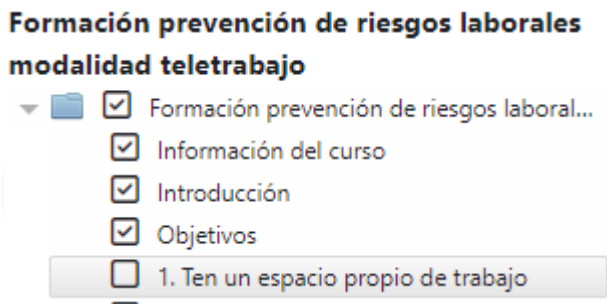 Formación prevención de riesgos laborales
modalidad teletrabajo
Formación prevención de riesgos laboral...
Información del curso
Introducción
Objetivos
1. Ten un espacio propio de trabajo